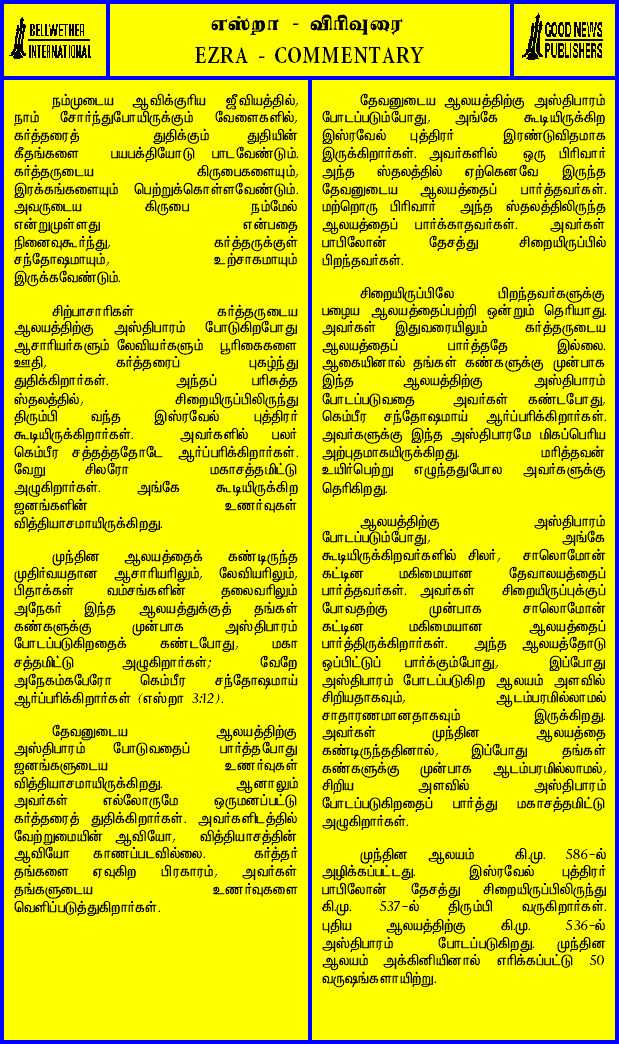 BELLWETHER
INTERNATIONAL
எஸ்றா - விரிவுரை
EZRA - COMMENTARY
GOOD NEWS
PUBLISHERS
நம்முடைய ஆவிக்குரிய ஜீவியத்தில்,
நாம் சோர்ந்துபோயிருக்கும் வேளைகளில்,
கர்த்தரைத் துதிக்கும் துதியின்
கீதங்களை பயபக்தியோடு பாடவேண்டும்.
கர்த்தருடைய கிருபைகளையும்,
இரக்கங்களையும் பெற்றுக்கொள்ளவேண்டும்.
அவருடைய கிருபை நம்மேல்
என்றுமுள்ளது என்பதை
நினைவுகூர்ந்து, கர்த்தருக்குள்
சந்தோஷமாயும், உற்சாகமாயும்
இருக்கவேண்டும்.
சிற்பாசாரிகள் கர்த்தருடைய
ஆலயத்திற்கு அஸ்திபாரம் போடுகிறபோது
ஆசாரியர்களும் லேவியர்களும் பூரிகைகளை
ஊதி, கர்த்தரைப் புகழ்ந்து
துதிக்கிறார்கள். அந்தப் பரிசுத்த
ஸ்தலத்தில், சிறையிருப்பிலிருந்து
திரும்பி வந்த இஸ்ரவேல் புத்திரர்
கூடியிருக்கிறார்கள். அவர்களில் பலர்
கெம்பீர சத்தத்தோடே ஆர்ப்பரிக்கிறார்கள்.
வேறு சிலரோ மகாசத்தமிட்டு
அழுகிறார்கள். அங்கே கூடியிருக்கிற
ஜனங்களின் உணர்வுகள்
வித்தியாசமாயிருக்கிறது.
முந்தின ஆலயத்தைக் கண்டிருந்த
முதிர்வயதான ஆசாரியரிலும், லேவியரிலும்,
பிதாக்கள் வம்சங்களின் தலைவரிலும்
அநேகர் இந்த ஆலயத்துக்குத் தங்கள்
கண்களுக்கு முன்பாக அஸ்திபாரம்
போடப்படுகிறதைக் கண்டபோது, மகா
சத்தமிட்டு அழுகிறார்கள்; வேறே
அநேகம்கபேரோ கெம்பீர சந்தோஷமாய்
ஆர்ப்பரிக்கிறார்கள் (எஸ்றா 3:12).
தேவனுடைய ஆலயத்திற்கு
அஸ்திபாரம் போடுவதைப் பார்த்தபோது
ஜனங்களுடைய உணர்வுகள்
வித்தியாசமாயிருக்கிறது. ஆனாலும்
அவர்கள் எல்லோருமே ஒருமனப்பட்டு
கர்த்தரைத் துதிக்கிறார்கள். அவர்களிடத்தில்
வேற்றுமையின் ஆவியோ, வித்தியாசத்தின்
ஆவியோ காணப்படவில்லை. கர்த்தர்
தங்களை ஏவுகிற பிரகாரம், அவர்கள்
தங்களுடைய உணர்வுகளை
வெளிப்படுத்துகிறார்கள்.
தேவனுடைய ஆலயத்திற்கு அஸ்திபாரம்
போடப்படும்போது, அங்கே கூடியிருக்கிற
இஸ்ரவேல் புத்திரர் இரண்டுவிதமாக
இருக்கிறார்கள். அவர்களில் ஒரு பிரிவார்
அந்த ஸ்தலத்தில் ஏற்கெனவே இருந்த
தேவனுடைய ஆலயத்தைப் பார்த்தவர்கள்.
மற்றொரு பிரிவார் அந்த ஸ்தலத்திலிருந்த
ஆலயத்தைப் பார்க்காதவர்கள். அவர்கள்
பாபிலோன் தேசத்து சிறையிருப்பில்
பிறந்தவர்கள்.
சிறையிருப்பிலே பிறந்தவர்களுக்கு
பழைய ஆலயத்தைப்பற்றி ஒன்றும் தெரியாது.
அவர்கள் இதுவரையிலும் கர்த்தருடைய
ஆலயத்தைப் பார்த்ததே இல்லை.
ஆகையினால் தங்கள் கண்களுக்கு முன்பாக
இந்த ஆலயத்திற்கு அஸ்திபாரம்
போடப்படுவதை அவர்கள் கண்டபோது,
கெம்பீர சந்தோஷமாய் ஆர்ப்பரிக்கிறார்கள்.
அவர்களுக்கு இந்த அஸ்திபாரமே மிகப்பெரிய
அற்புதமாகயிருக்கிறது. மரித்தவன்
உயிர்பெற்று எழுந்ததுபோல அவர்களுக்கு
தெரிகிறது.
ஆலயத்திற்கு அஸ்திபாரம்
போடப்படும்போது, அங்கே
கூடியிருக்கிறவர்களில் சிலர், சாலொமோன்
கட்டின மகிமையான தேவாலயத்தைப்
பார்த்தவர்கள். அவர்கள் சிறையிருப்புக்குப்
போவதற்கு முன்பாக சாலொமோன்
கட்டின மகிமையான ஆலயத்தைப்
பார்த்திருக்கிறார்கள். அந்த ஆலயத்தோடு
ஒப்பிட்டுப் பார்க்கும்போது, இப்போது
அஸ்திபாரம் போடப்படுகிற ஆலயம் அளவில்
சிறியதாகவும், ஆடம்பரமில்லாமல்
சாதாரணமானதாகவும் இருக்கிறது.
அவர்கள் முந்தின ஆலயத்தை
கண்டிருந்ததினால், இப்போது தங்கள்
கண்களுக்கு முன்பாக ஆடம்பரமில்லாமல்,
சிறிய அளவில் அஸ்திபாரம்
போடப்படுகிறதைப் பார்த்து மகாசத்தமிட்டு
அழுகிறார்கள்.
முந்தின ஆலயம் கி.மு. 586-ல்
அழிக்கப்பட்டது. இஸ்ரவேல் புத்திரர்
பாபிலோன் தேசத்து சிறையிருப்பிலிருந்து
கி.மு. 537-ல் திரும்பி வருகிறார்கள்.
புதிய ஆலயத்திற்கு கி.மு. 536-ல்
அஸ்திபாரம் போடப்படுகிறது. முந்தின
ஆலயம் அக்கினியினால் எரிக்கப்பட்டு 50
வருஷங்களாயிற்று.